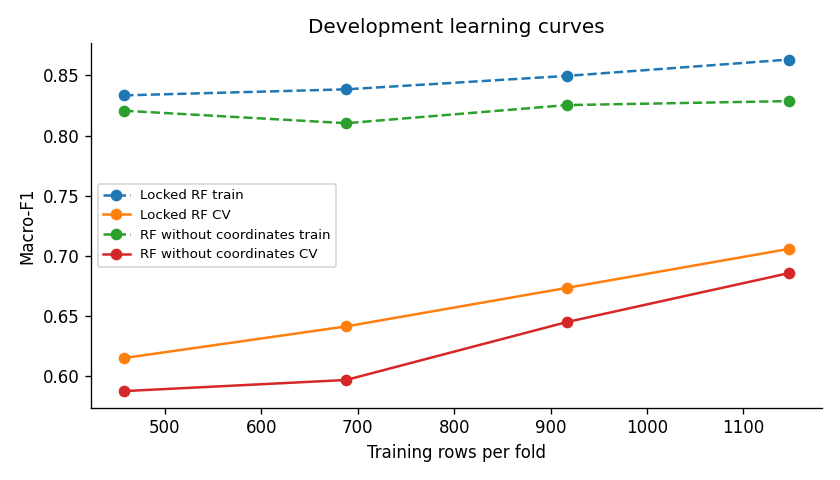 Development learning curves
Macro-F1
0.85
0.80
0.75
0.70
0.65
0.60
Locked RF train
Locked RF CV
RF without coordinates train
RF without coordinates CV
500 600 700 800 900 1000 1100
Training rows per fold